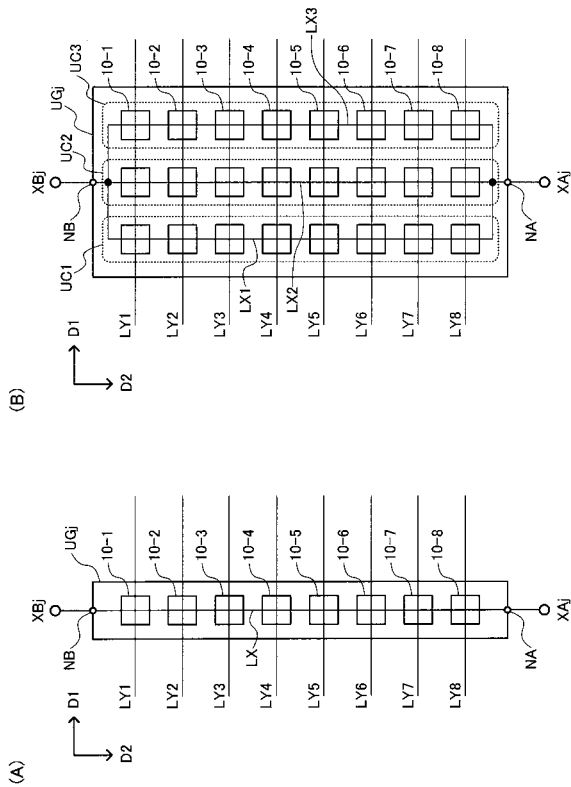 (A)
D1
D2
XBj
NB
UGj
LY1
LY2
LY3
LY4
LY5
LY6
LY7
LY8
10-1
10-2
10-3
10-4
10-5
10-6
10-7
10-8
LX
NA
XAj
(B)
D1
D2
XBj
NB
UC1
UC2
UGj
UC3
LY1
LY2
LY3
LY4
LY5
LY6
LY7
LY8
10-1
10-2
10-3
10-4
10-5
10-6
10-7
10-8
LX1
LX2
LX3
NA
XAj